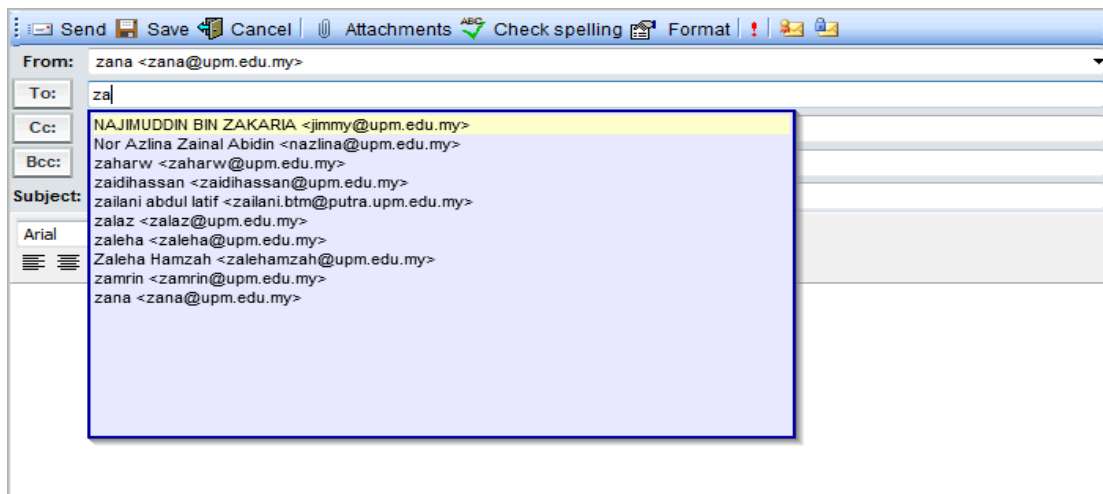 Send Save Cancel Attachments ABC Check spelling Format !
From: zana <zana@upm.edu.my>
To: za
Cc:
Bcc:
Subject:
NAJIMUDDIN BIN ZAKARIA <jimmy@upm.edu.my>
Nor Azlina Zainal Abidin <nazlina@upm.edu.my>
zaharw <zaharw@upm.edu.my>
zaidihassan <zaidihassan@upm.edu.my>
zailani abdul latif <zailani.btm@putra.upm.edu.my>
zalaz <zalaz@upm.edu.my>
zaleha <zaleha@upm.edu.my>
Zaleha Hamzah <zalehamzah@upm.edu.my>
zamrin <zamrin@upm.edu.my>
zana <zana@upm.edu.my>
Arial